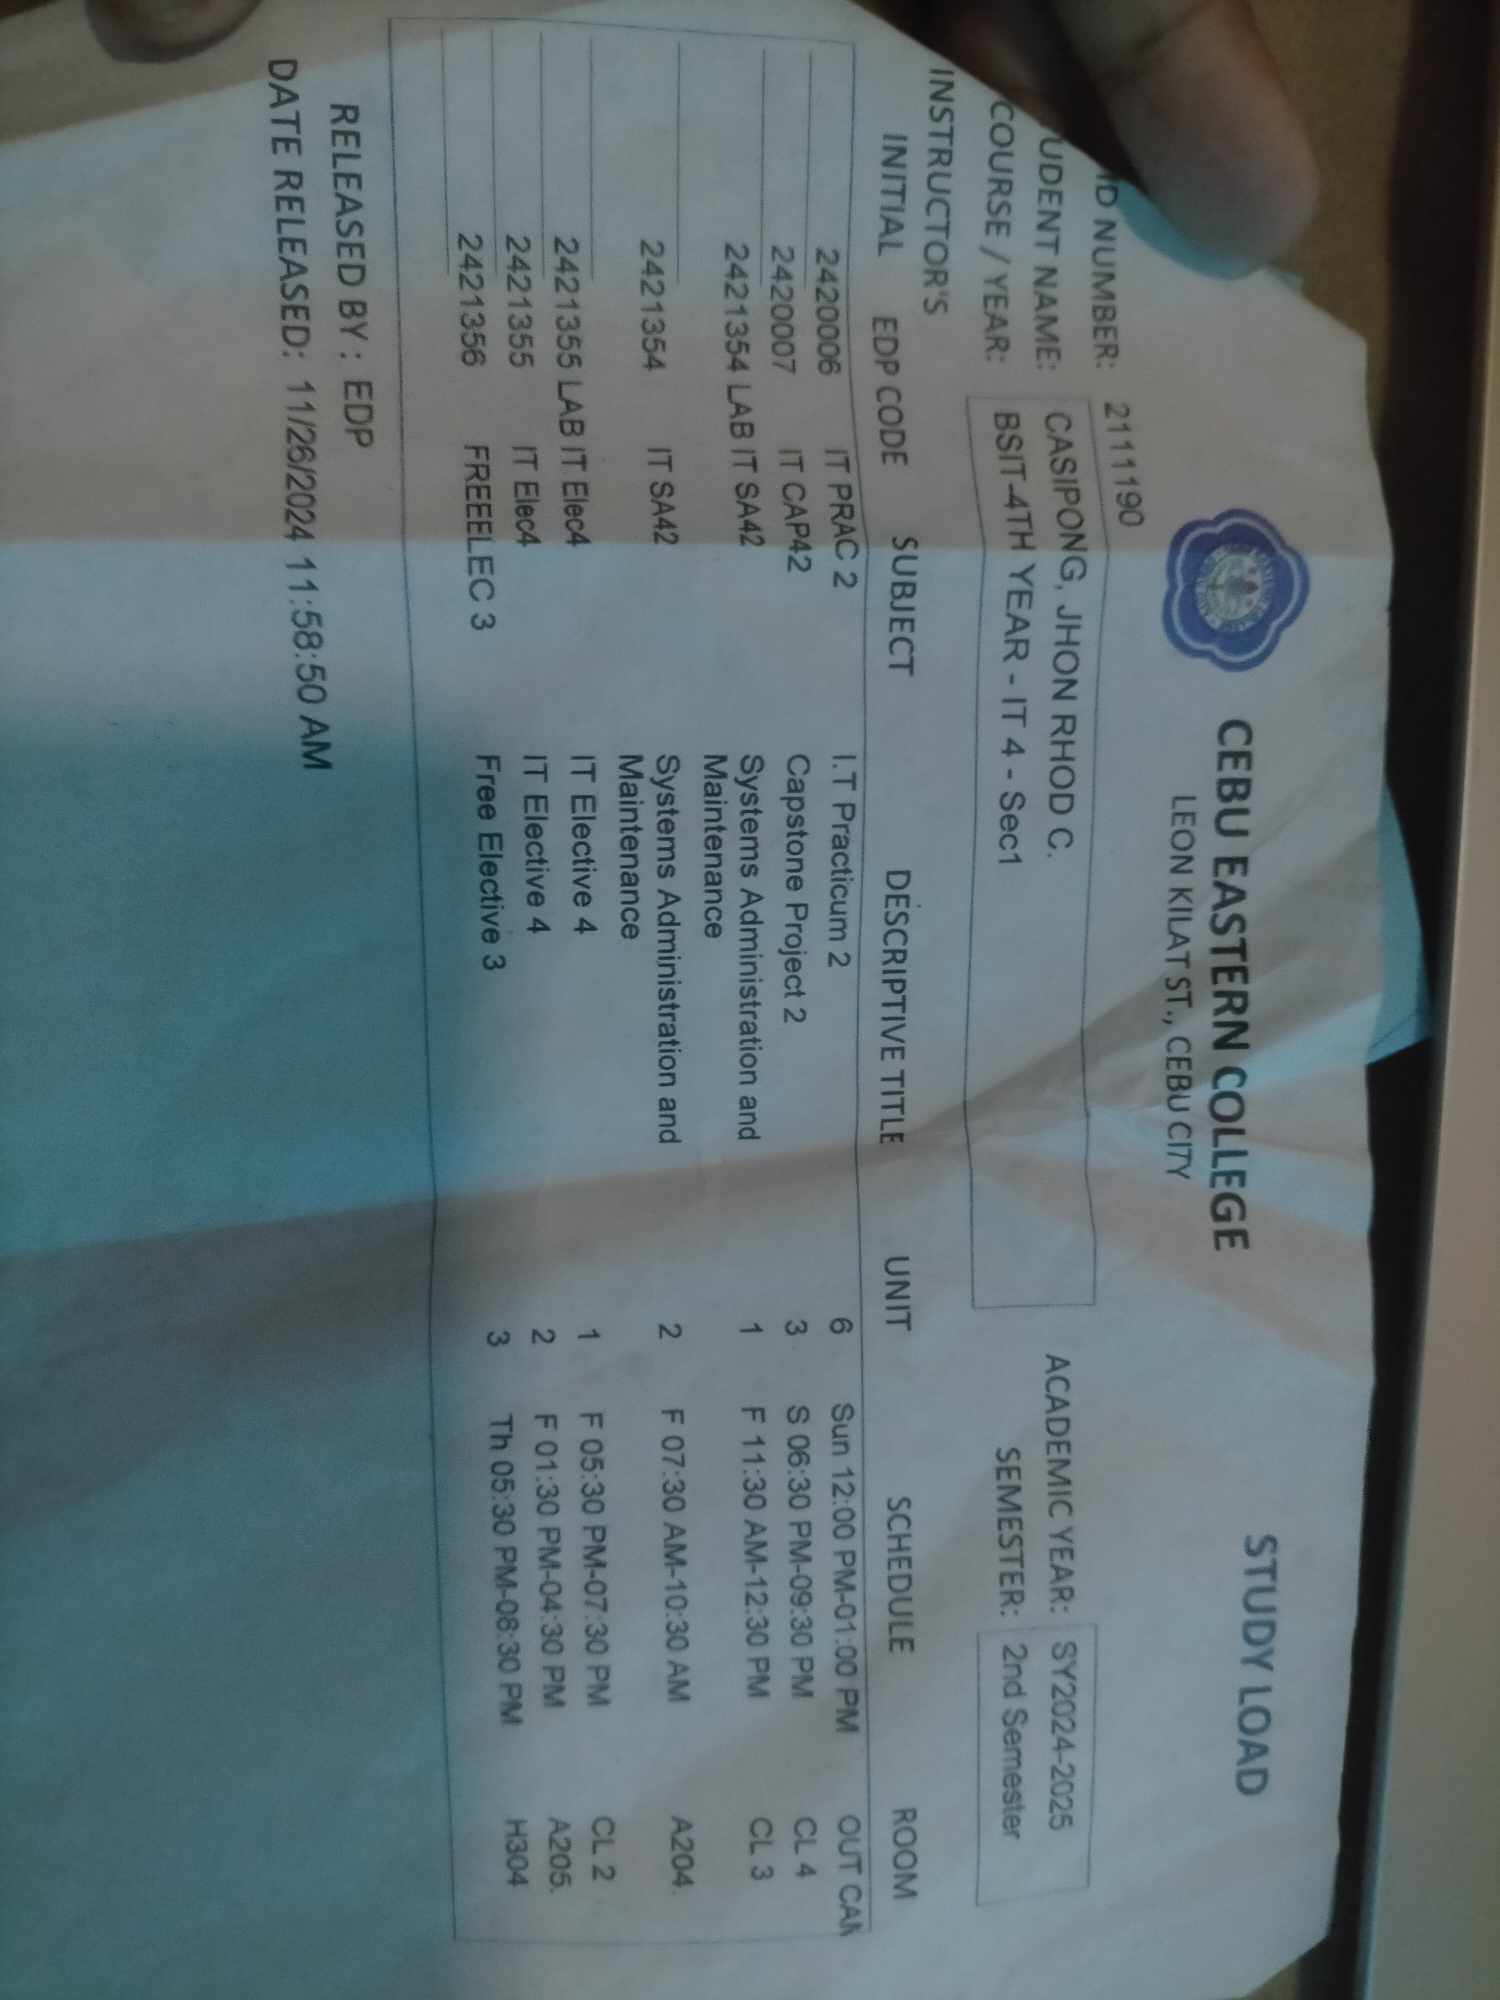 CEBU EASTERN COLLEGE
LEON KILAT ST., CEBU CITY
STUDY LOAD
ID NUMBER: 2111190
UDENT NAME: CASIPONG, JHON RHOD C.
COURSE / YEAR: BSIT-4TH YEAR - IT 4 - Sec1
ACADEMIC YEAR: SY2024-2025
SEMESTER: 2nd Semester
INSTRUCTOR'S
INITIAL EDP CODE SUBJECT DESCRIPTIVE TITLE UNIT SCHEDULE ROOM
2420006 IT PRAC 2 I.T Practicum 2 6 Sun 12:00 PM-01:00 PM OUT CAN
2420007 IT CAP42 Capstone Project 2 3 S 06:30 PM-09:30 PM CL 4
2421354 LAB IT SA42 Systems Administration and 1 F 11:30 AM-12:30 PM CL 3
Maintenance
2421354 IT SA42 Systems Administration and 2 F 07:30 AM-10:30 AM A204.
Maintenance
2421355 LAB IT Elec4 IT Elective 4 1 F 05:30 PM-07:30 PM CL 2
2421355 IT Elec4 IT Elective 4 2 F 01:30 PM-04:30 PM A205.
2421356 FREEELEC 3 Free Elective 3 3 Th 05:30 PM-08:30 PM H304
RELEASED BY : EDP
DATE RELEASED: 11/26/2024 11:58:50 AM